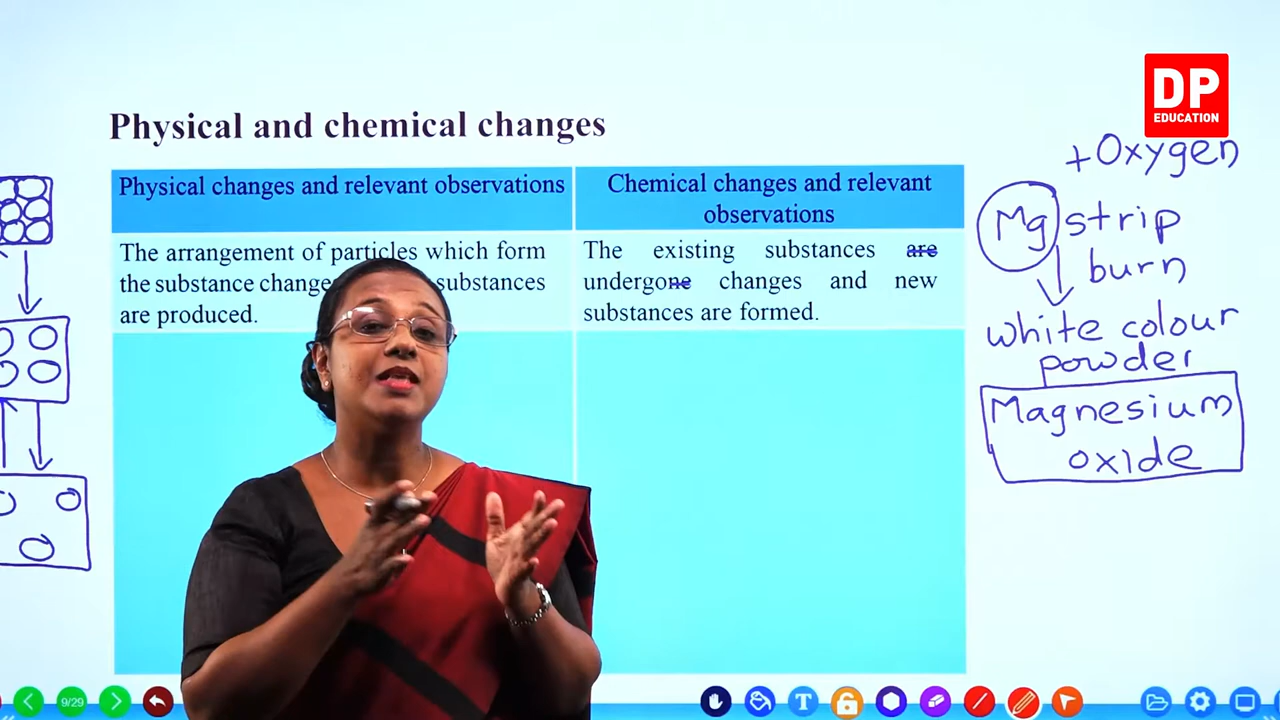 DP
EDUCATION
Physical and chemical changes
Physical changes and relevant observations
Chemical changes and relevant
observations
The arrangement of particles which form
the substance change substances
are produced.
The existing substances are
undergone changes and new
substances are formed.
+Oxygen
Mg strip
burn
white colour
powder
Magnesium
oxide
9/29
T